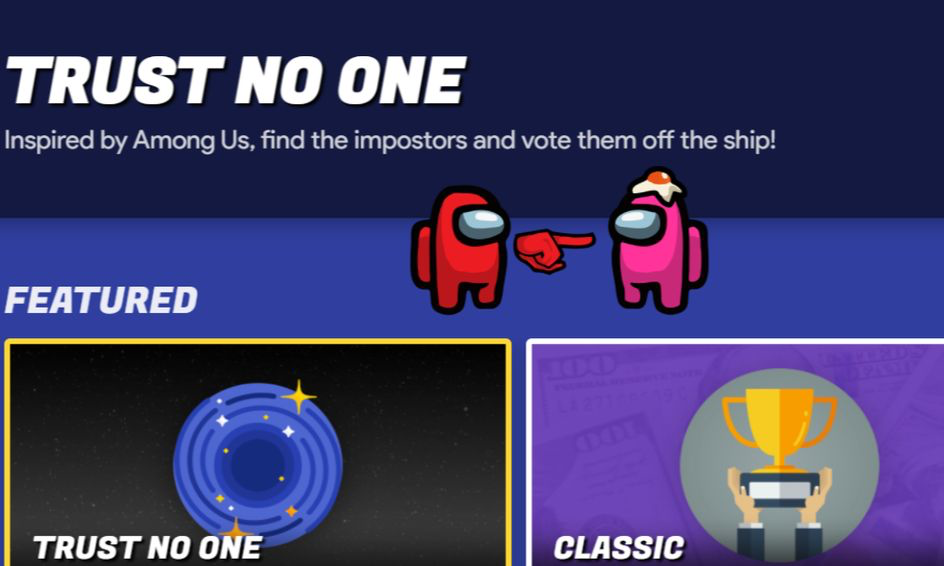 TRUST NO ONE
Inspired by Among Us, find the impostors and vote them off the ship!
FEATURED
TRUST NO ONE
CLASSIC